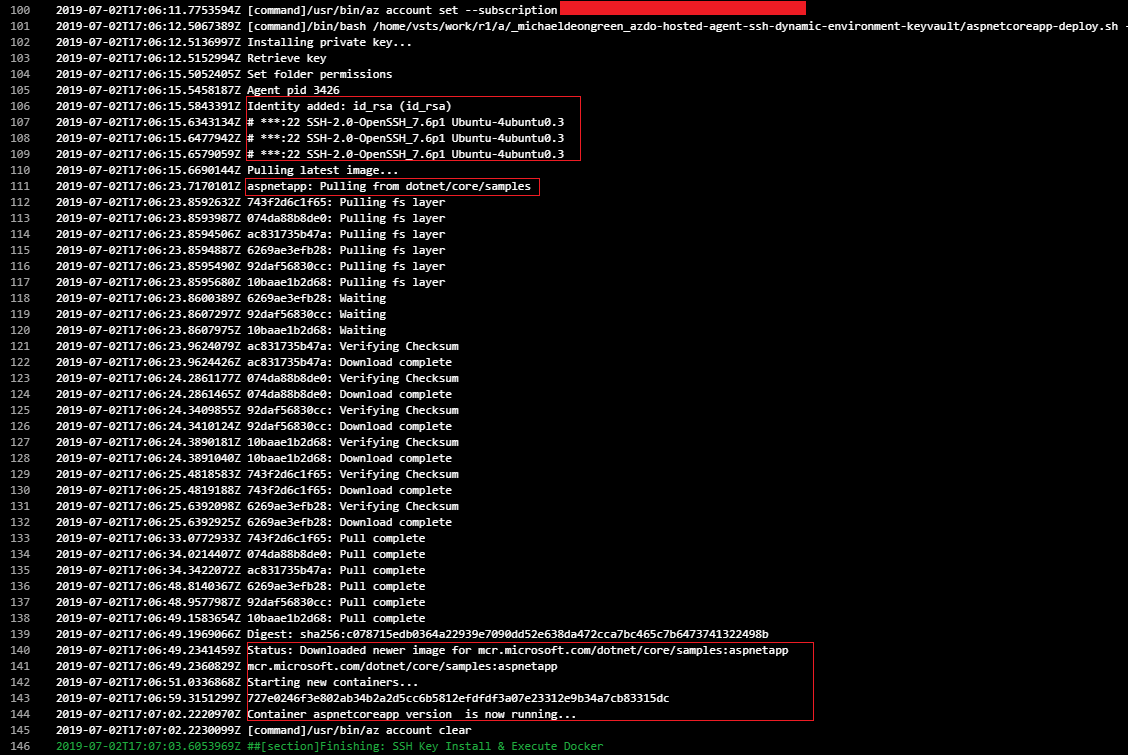 100 2019-07-02T17:06:11.7753594Z [command]/usr/bin/az account set --subscription
101 2019-07-02T17:06:12.5067389Z [command]/bin/bash /home/vsts/work/r1/a/_michaeldeongreen_azdo-hosted-agent-ssh-dynamic-environment-keyvault/aspnetcoreapp-deploy.sh -
102 2019-07-02T17:06:12.5136997Z Installing private key...
103 2019-07-02T17:06:12.5152994Z Retrieve key
104 2019-07-02T17:06:15.5052405Z Set folder permissions
105 2019-07-02T17:06:15.5458187Z Agent pid 3426
106 2019-07-02T17:06:15.5843391Z Identity added: id_rsa (id_rsa)
107 2019-07-02T17:06:15.6343134Z # ***:22 SSH-2.0-OpenSSH_7.6p1 Ubuntu-4ubuntu0.3
108 2019-07-02T17:06:15.6477942Z # ***:22 SSH-2.0-OpenSSH_7.6p1 Ubuntu-4ubuntu0.3
109 2019-07-02T17:06:15.6579059Z # ***:22 SSH-2.0-OpenSSH_7.6p1 Ubuntu-4ubuntu0.3
110 2019-07-02T17:06:15.6690144Z Pulling latest image...
111 2019-07-02T17:06:23.7170101Z aspnetapp: Pulling from dotnet/core/samples
112 2019-07-02T17:06:23.8592632Z 743f2d6c1f65: Pulling fs layer
113 2019-07-02T17:06:23.8593987Z 074da88b8de0: Pulling fs layer
114 2019-07-02T17:06:23.8594506Z ac831735b47a: Pulling fs layer
115 2019-07-02T17:06:23.8594887Z 6269ae3efb28: Pulling fs layer
116 2019-07-02T17:06:23.8595490Z 92daf56830cc: Pulling fs layer
117 2019-07-02T17:06:23.8595680Z 10baae1b2d68: Pulling fs layer
118 2019-07-02T17:06:23.8600389Z 6269ae3efb28: Waiting
119 2019-07-02T17:06:23.8607297Z 92daf56830cc: Waiting
120 2019-07-02T17:06:23.8607975Z 10baae1b2d68: Waiting
121 2019-07-02T17:06:23.9624079Z ac831735b47a: Verifying Checksum
122 2019-07-02T17:06:23.9624426Z ac831735b47a: Download complete
123 2019-07-02T17:06:24.2861177Z 074da88b8de0: Verifying Checksum
124 2019-07-02T17:06:24.2861465Z 074da88b8de0: Download complete
125 2019-07-02T17:06:24.3409855Z 92daf56830cc: Verifying Checksum
126 2019-07-02T17:06:24.3410124Z 92daf56830cc: Download complete
127 2019-07-02T17:06:24.3890181Z 10baae1b2d68: Verifying Checksum
128 2019-07-02T17:06:24.3891040Z 10baae1b2d68: Download complete
129 2019-07-02T17:06:25.4818583Z 743f2d6c1f65: Verifying Checksum
130 2019-07-02T17:06:25.4819188Z 743f2d6c1f65: Download complete
131 2019-07-02T17:06:25.6392098Z 6269ae3efb28: Verifying Checksum
132 2019-07-02T17:06:25.6392925Z 6269ae3efb28: Download complete
133 2019-07-02T17:06:33.0772933Z 743f2d6c1f65: Pull complete
134 2019-07-02T17:06:34.0214407Z 074da88b8de0: Pull complete
135 2019-07-02T17:06:34.3422072Z ac831735b47a: Pull complete
136 2019-07-02T17:06:48.8140367Z 6269ae3efb28: Pull complete
137 2019-07-02T17:06:48.9577987Z 92daf56830cc: Pull complete
138 2019-07-02T17:06:49.1583654Z 10baae1b2d68: Pull complete
139 2019-07-02T17:06:49.1969066Z Digest: sha256:c078715edb0364a22939e7090dd52e638da472cca7bc465c7b6473741322498b
140 2019-07-02T17:06:49.2341459Z Status: Downloaded newer image for mcr.microsoft.com/dotnet/core/samples:aspnetapp
141 2019-07-02T17:06:49.2360829Z mcr.microsoft.com/dotnet/core/samples:aspnetapp
142 2019-07-02T17:06:51.0336868Z Starting new containers...
143 2019-07-02T17:06:59.3151299Z 727e0246f3e802ab34b2a2d5cc6b5812efdfdf3a07e23312e9b34a7cb83315dc
144 2019-07-02T17:07:02.2220970Z Container aspnetcoreapp version  is now running...
145 2019-07-02T17:07:02.2230099Z [command]/usr/bin/az account clear
146 2019-07-02T17:07:03.6053969Z ##[section]Finishing: SSH Key Install & Execute Docker